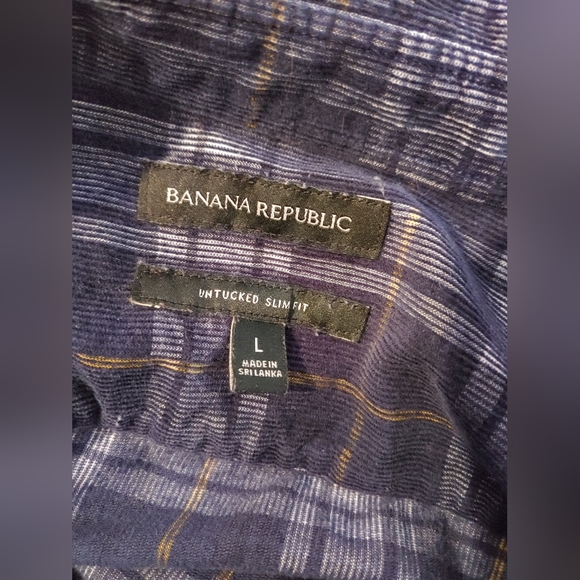 BANANA REPUBLIC
UNTUCKED SLIM FIT
L
MADE IN
SRI LANKA